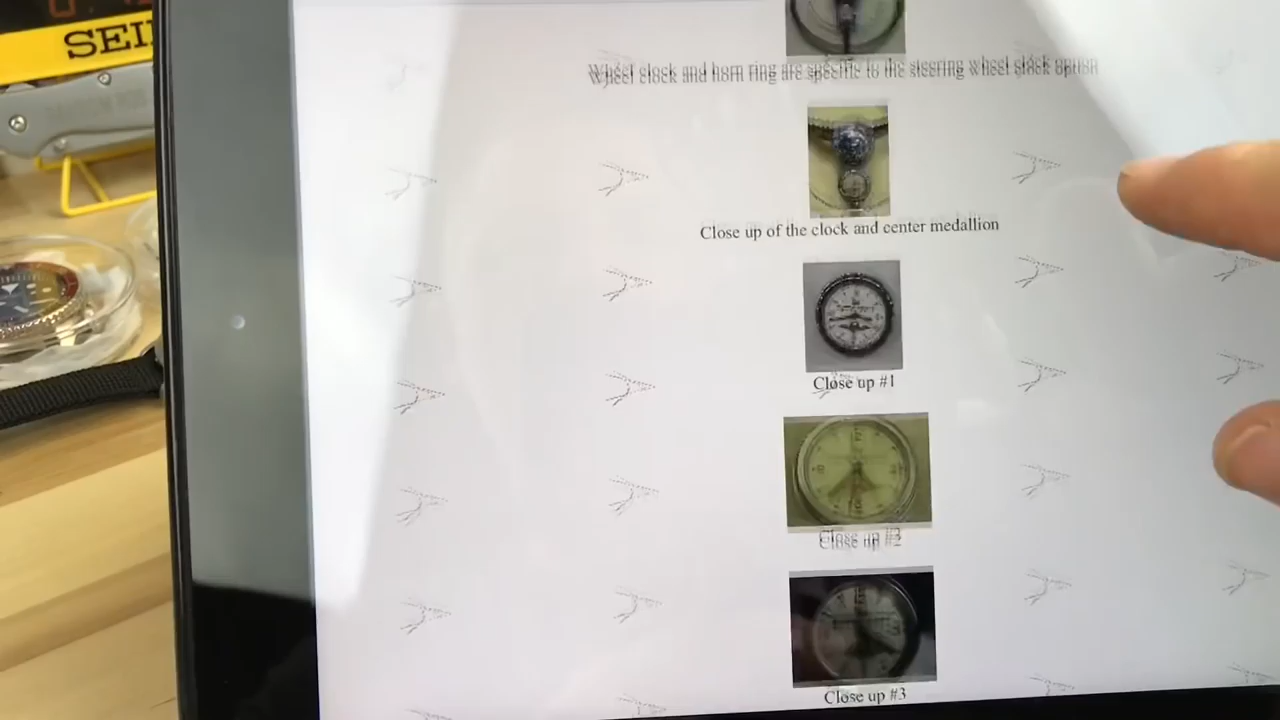 SEI
Wheel clock and horn ring are specific to the steering wheel clock option
Close up of the clock and center medallion
Close up #1
Close up #2
Close up #3